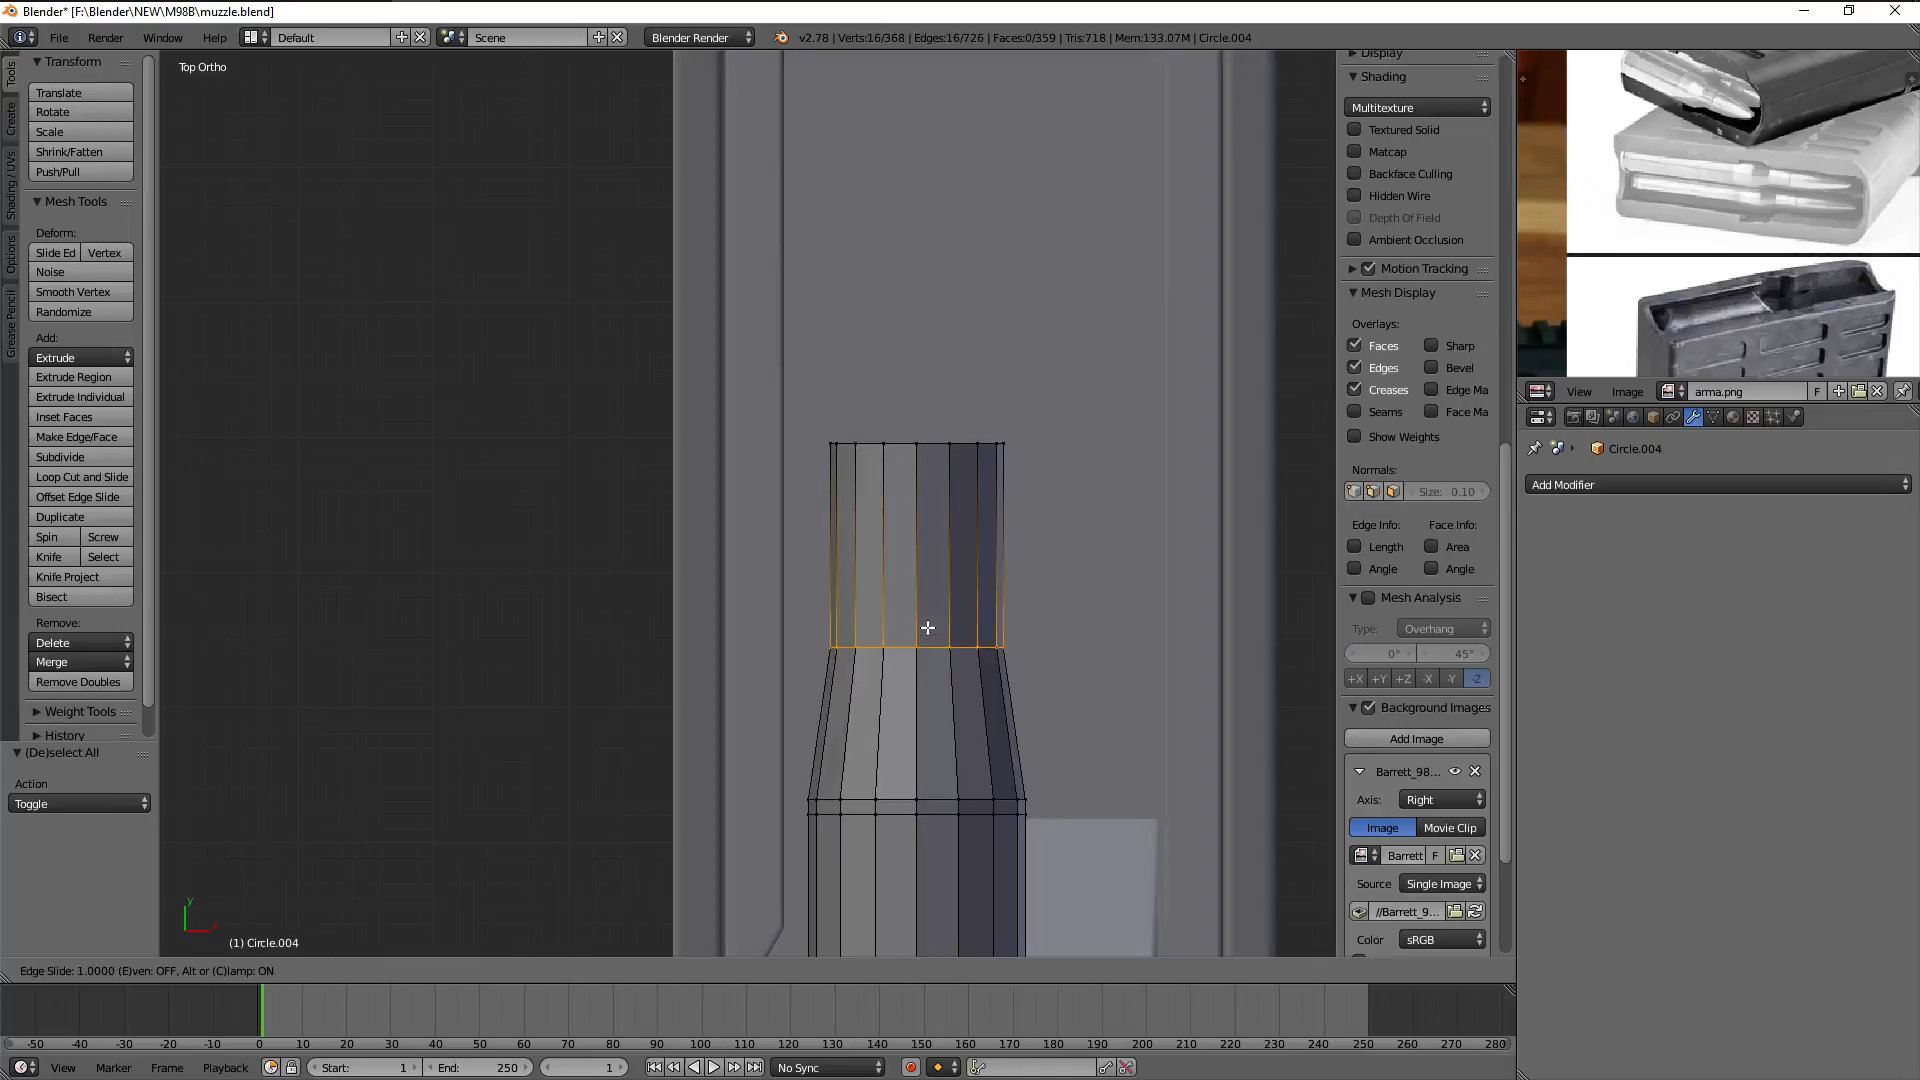 Blender* [F:\Blender\NEW\M98B\muzzle.blend]
File Render Window Help Default Scene Blender Render v2.78 | Verts:16/368 | Edges:16/726 | Faces:0/359 | Tris:718 | Mem:133.07M | Circle.004
Tools
Create
Shading / UVs
Options
Grease Pencil
Transform
Translate
Rotate
Scale
Shrink/Fatten
Push/Pull
Mesh Tools
Deform:
Slide Ed Vertex
Noise
Smooth Vertex
Randomize
Add:
Extrude
Extrude Region
Extrude Individual
Inset Faces
Make Edge/Face
Subdivide
Loop Cut and Slide
Offset Edge Slide
Duplicate
Spin Screw
Knife Select
Knife Project
Bisect
Remove:
Delete
Merge
Remove Doubles
Weight Tools
History
(De)select All
Action
Toggle
Top Ortho
y
x
(1) Circle.004
Edge Slide: 1.0000 (E)ven: OFF, Alt or (C)lamp: ON
Display
Shading
Multitexture
Textured Solid
Matcap
Backface Culling
Hidden Wire
Depth Of Field
Ambient Occlusion
Motion Tracking
Mesh Display
Overlays:
Faces Sharp
Edges Bevel
Creases Edge Ma
Seams Face Ma
Show Weights
Normals:
Size: 0.10
Edge Info: Face Info:
Length Area
Angle Angle
Mesh Analysis
Type: Overhang
0° 45°
+X +Y +Z -X -Y -Z
Background Images
Add Image
Barrett_98...
Axis: Right
Image Movie Clip
Barrett F
Source Single Image
//Barrett_9...
Color sRGB
View Image arma.png F
Circle.004
Add Modifier
-50 -40 -30 -20 -10 0 10 20 30 40 50 60 70 80 90 100 110 120 130 140 150 160 170 180 190 200 210 220 230 240 250 260 270 280
View Marker Frame Playback Start: 1 End: 250 1 No Sync